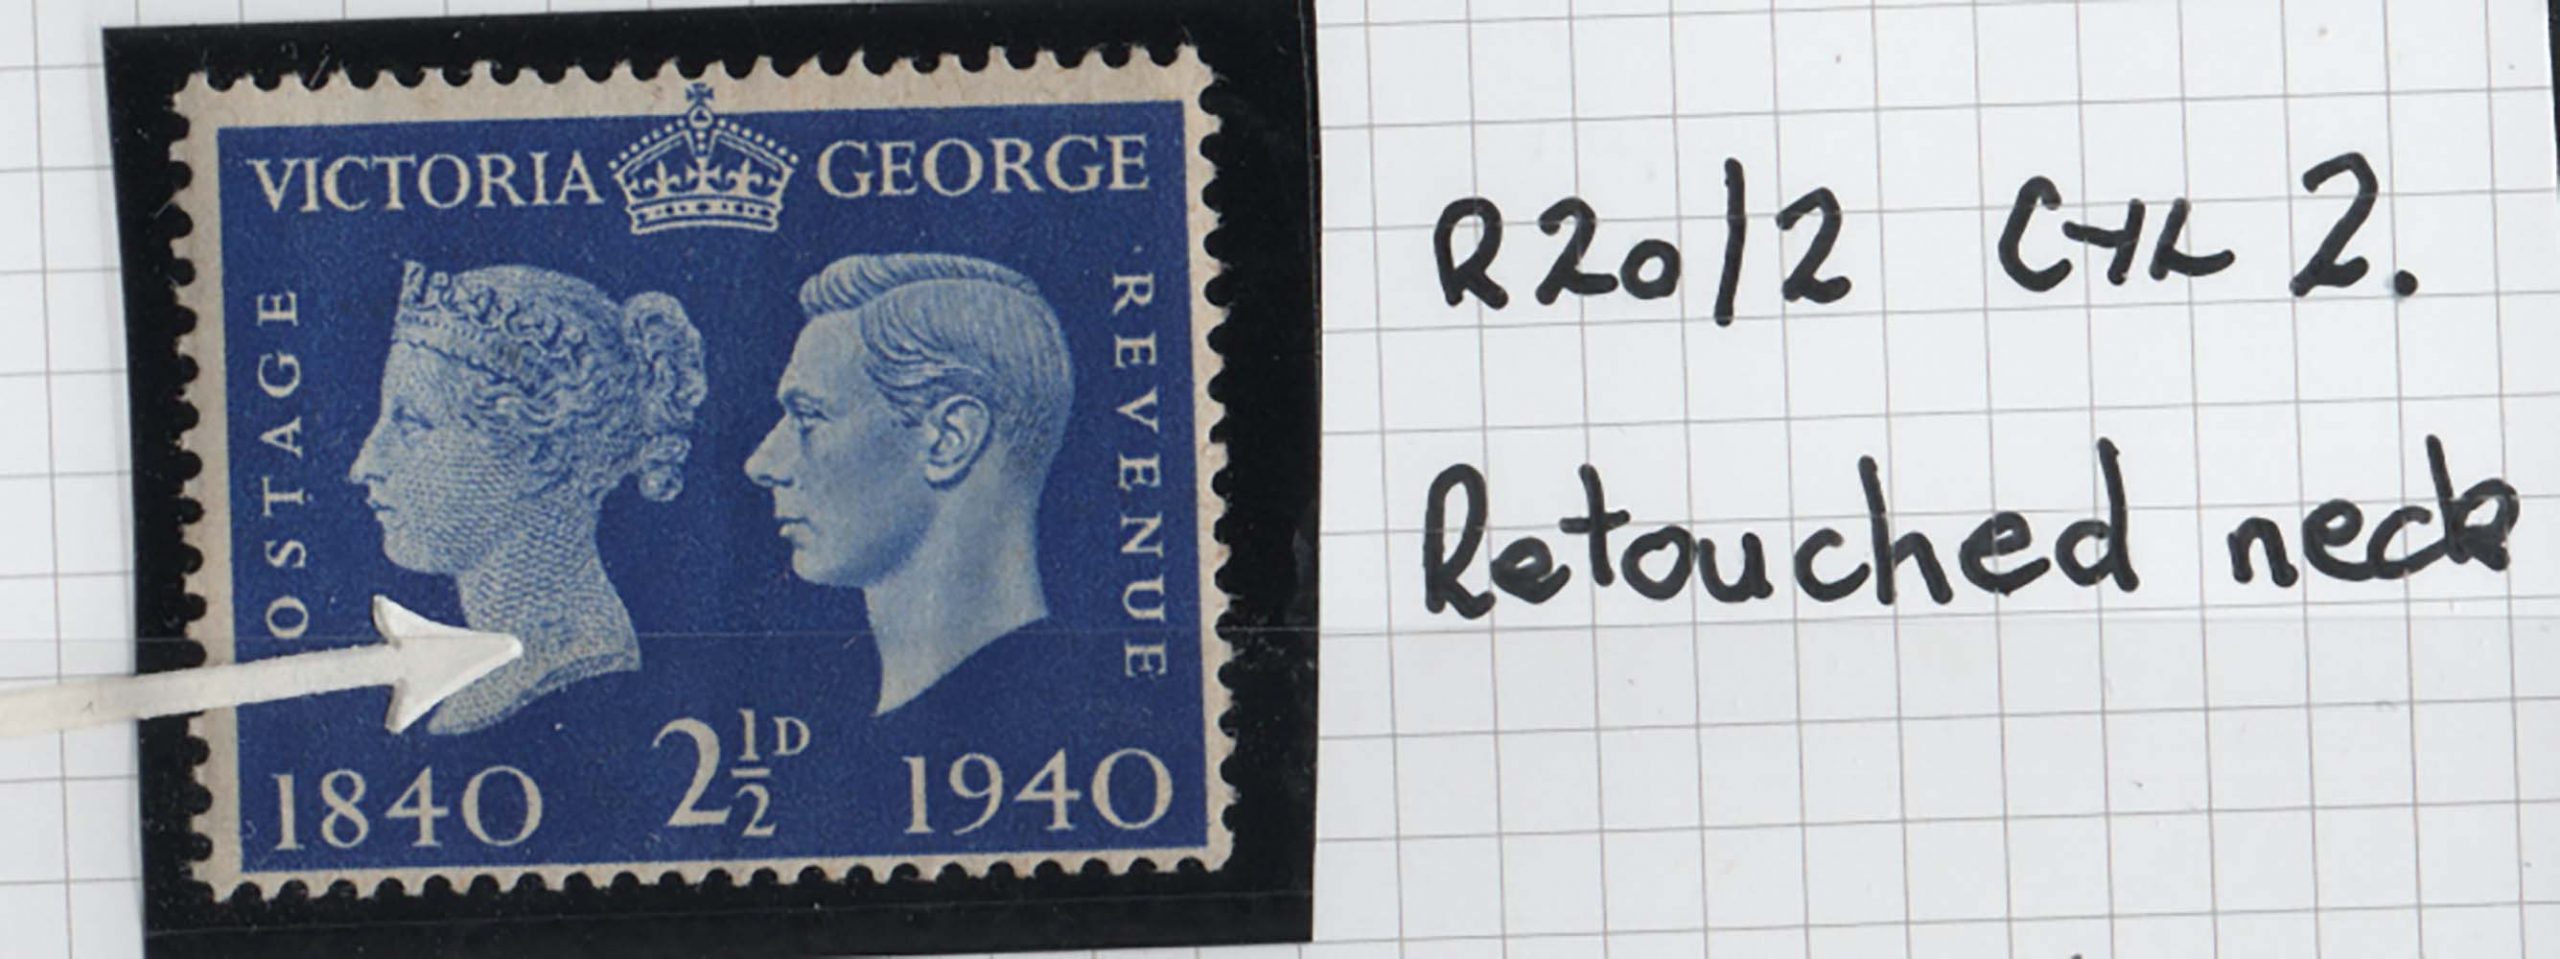 VICTORIA GEORGE
POSTAGE
REVENUE
1840 2½D 1940
R20/2 CYL 2.
Retouched neck